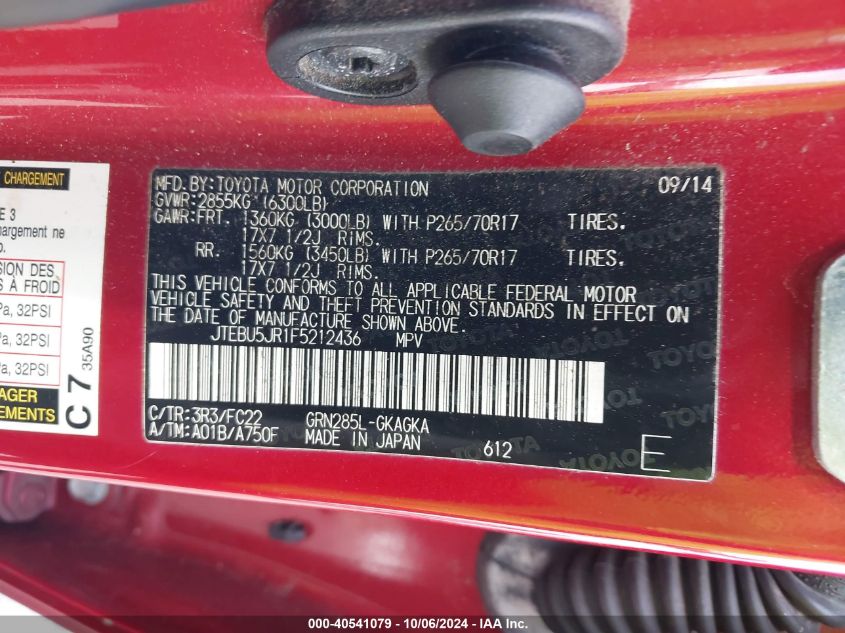 CHARGEMENT
E 3
argement ne
o.
SION DES
S À FROID
Pa, 32PSI
Pa, 32PSI
a, 32PSI
AGER
EMENTS
C 7 35A90
MFD. BY: TOYOTA MOTOR CORPORATION 09/14
GVWR: 2855KG (6300LB)
GAWR: FRT. 1360KG (3000LB) WITH P265/70R17 TIRES.
17X7 1/2J RIMS.
RR. 1560KG (3450LB) WITH P265/70R17 TIRES.
17X7 1/2J RIMS.
THIS VEHICLE CONFORMS TO ALL APPLICABLE FEDERAL MOTOR
VEHICLE SAFETY AND THEFT PREVENTION STANDARDS IN EFFECT ON
THE DATE OF MANUFACTURE SHOWN ABOVE.
JTEBU5JR1F5212436 MPV
C/TR: 3R3/FC22 GRN285L-GKAGKA
A/TM: A01B/A750F MADE IN JAPAN 612 E
000-40541079 - 10/06/2024 - IAA Inc.